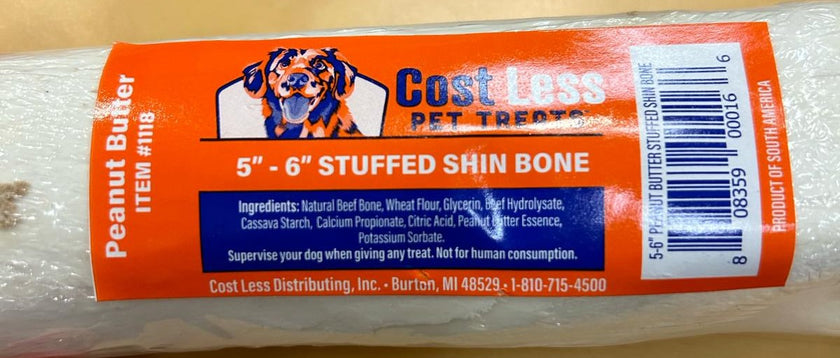 Peanut Butter
ITEM #1118
Cost Less
PET TREATS
5" - 6" STUFFED SHIN BONE
Ingredients: Natural Beef Bone, Wheat Flour, Glycerin, Beef Hydrolysate,
Cassava Starch, Calcium Propionate, Citric Acid, Peanut Butter Essence,
Potassium Sorbate.
Supervise your dog when giving any treat. Not for human consumption.
Cost Less Distributing, Inc. • Burton, MI 48529 • 1-810-715-4500
5-6" PEANUT BUTTER STUFFED SHIN BONE
8 08359 00016 6
PRODUCT OF SOUTH AMERICA